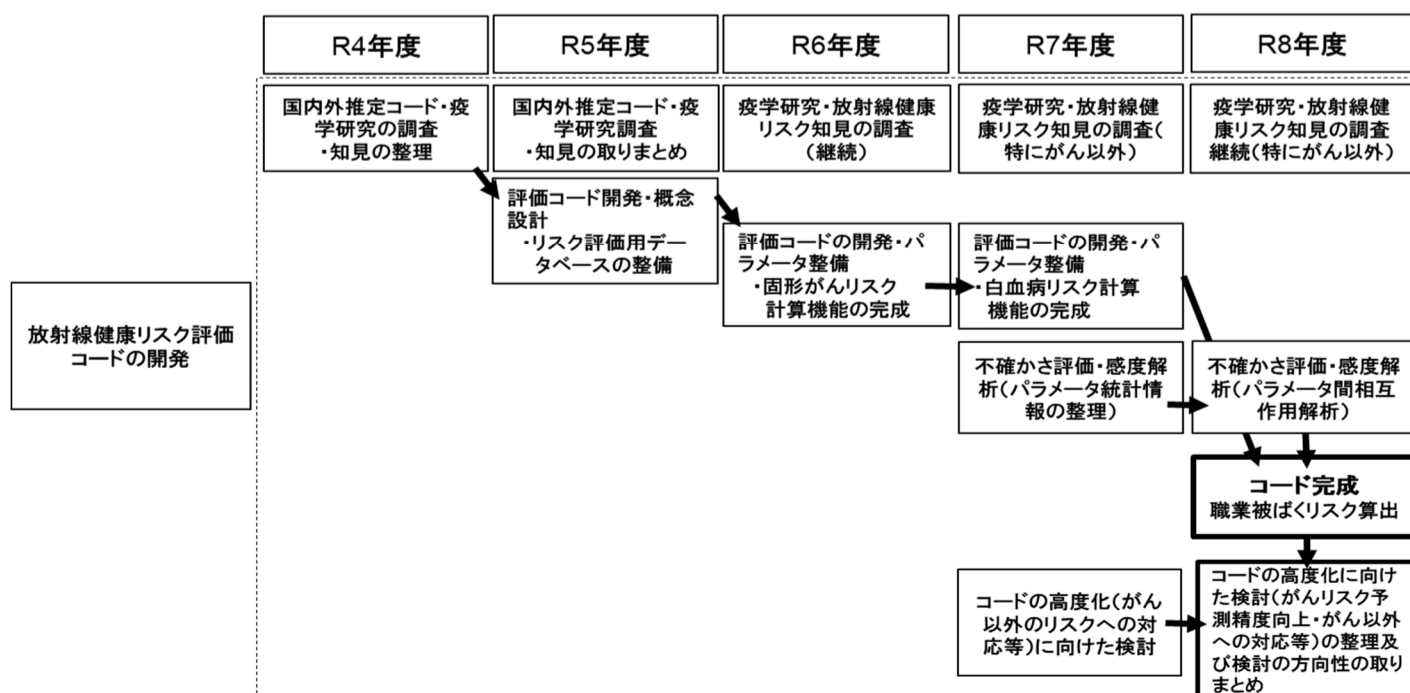 R4年度
R5年度
R6年度
R7年度
R8年度
国内外推定コード・疫
学研究の調査
・知見の整理
国内外推定コード・疫
学研究調査
・知見の取りまとめ
疫学研究・放射線健康
リスク知見の調査
（継続）
疫学研究・放射線健
康リスク知見の調査（
特にがん以外）
疫学研究・放射線健
康リスク知見の調査
継続（特にがん以外）
評価コード開発・概念
設計
・リスク評価用デー
タベースの整備
評価コードの開発・パ
ラメータ整備
・固形がんリスク
計算機能の完成
評価コードの開発・パ
ラメータ整備
・白血病リスク計算
機能の完成
放射線健康リスク評価
コードの開発
不確かさ評価・感度解
析（パラメータ統計情
報の整理）
不確かさ評価・感度解
析（パラメータ間相互
作用解析）
コード完成
職業被ばくリスク算出
コードの高度化（がん
以外のリスクへの対
応等）に向けた検討
コードの高度化に向け
た検討（がんリスク予
測精度向上・がん以外
への対応等）の整理及
び検討の方向性の取り
まとめ